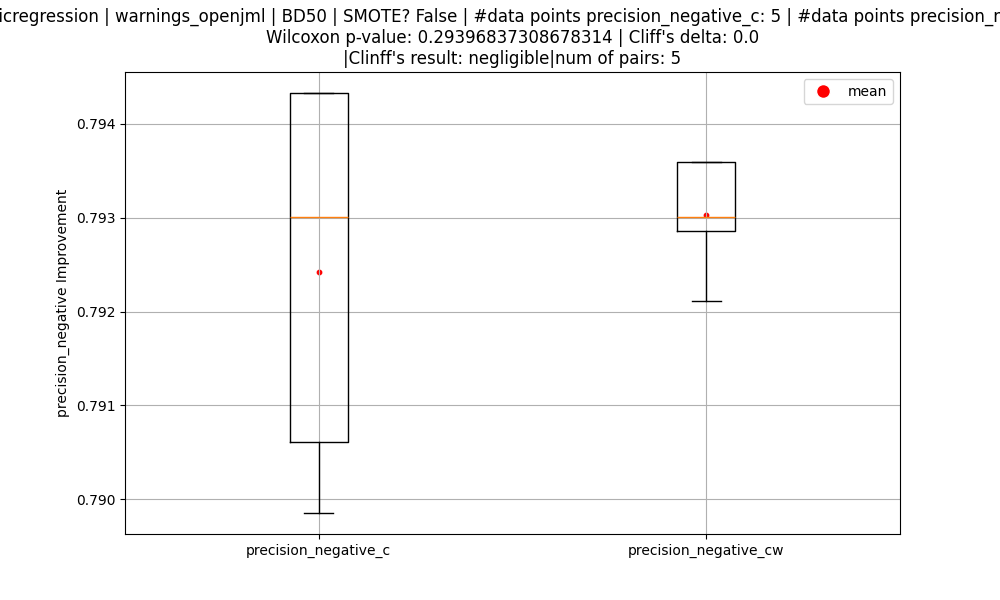 icregression | warnings_openjml | BD50 | SMOTE? False | #data points precision_negative_c: 5 | #data points precision_r
Wilcoxon p-value: 0.29396837308678314 | Cliff's delta: 0.0
|Clinff's result: negligible|num of pairs: 5
mean
0.794
0.793
0.792
0.791
0.790
precision_negative Improvement
precision_negative_c
precision_negative_cw